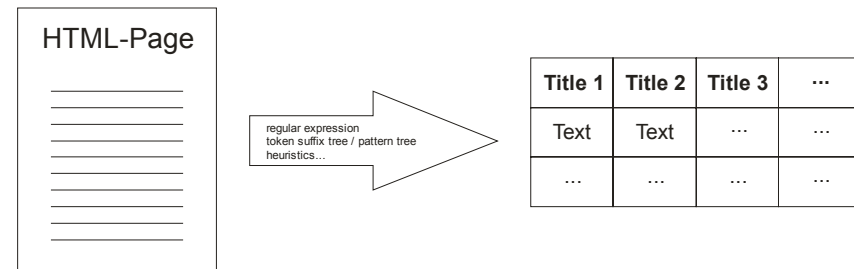 HTML-Page
regular expression
token suffix tree / pattern tree
heuristics...
Title 1 Title 2 Title 3 ...
Text Text ... ...
... ... ... ...